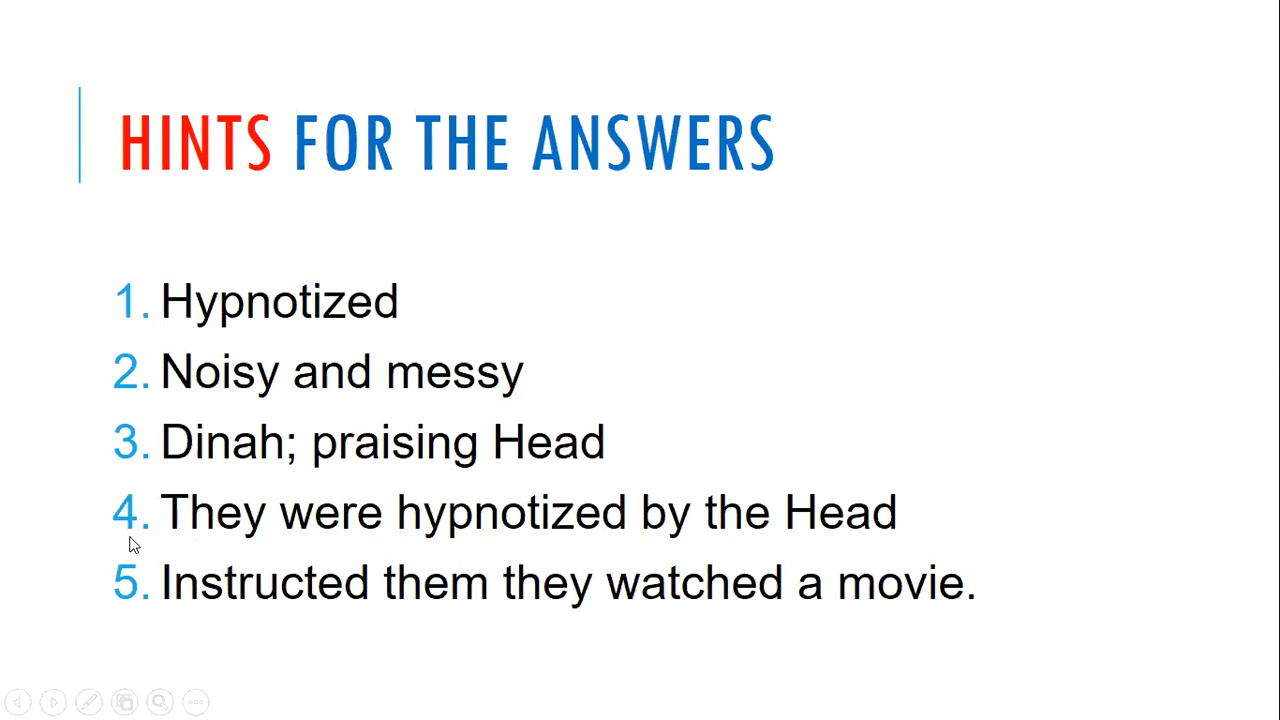 HINTS FOR THE ANSWERS
1. Hypnotized
2. Noisy and messy
3. Dinah; praising Head
4. They were hypnotized by the Head
5. Instructed them they watched a movie.